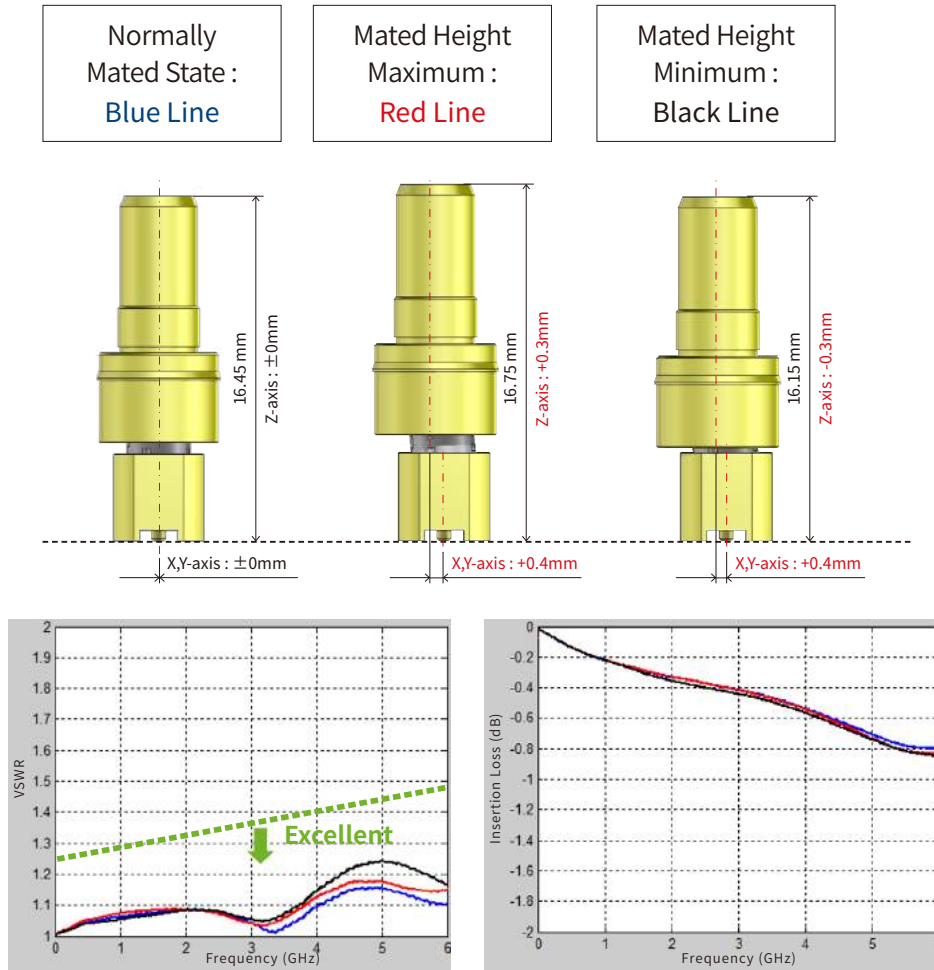 Normally
Mated State :
Blue Line
Mated Height
Maximum :
Red Line
Mated Height
Minimum :
Black Line
16.45 mm
Z-axis : ±0mm
16.75 mm
Z-axis : +0.3mm
16.15 mm
Z-axis : -0.3mm
X,Y-axis : ±0mm
X,Y-axis : +0.4mm
X,Y-axis : +0.4mm
2
1.9
1.8
1.7
1.6
1.5
1.4
1.3
1.2
1.1
1
VSWR
Excellent
0 1 2 3 4 5 6
Frequency (GHz)
0
-0.2
-0.4
-0.6
-0.8
-1
-1.2
-1.4
-1.6
-1.8
-2
Insertion Loss (dB)
0 1 2 3 4 5 6
Frequency (GHz)